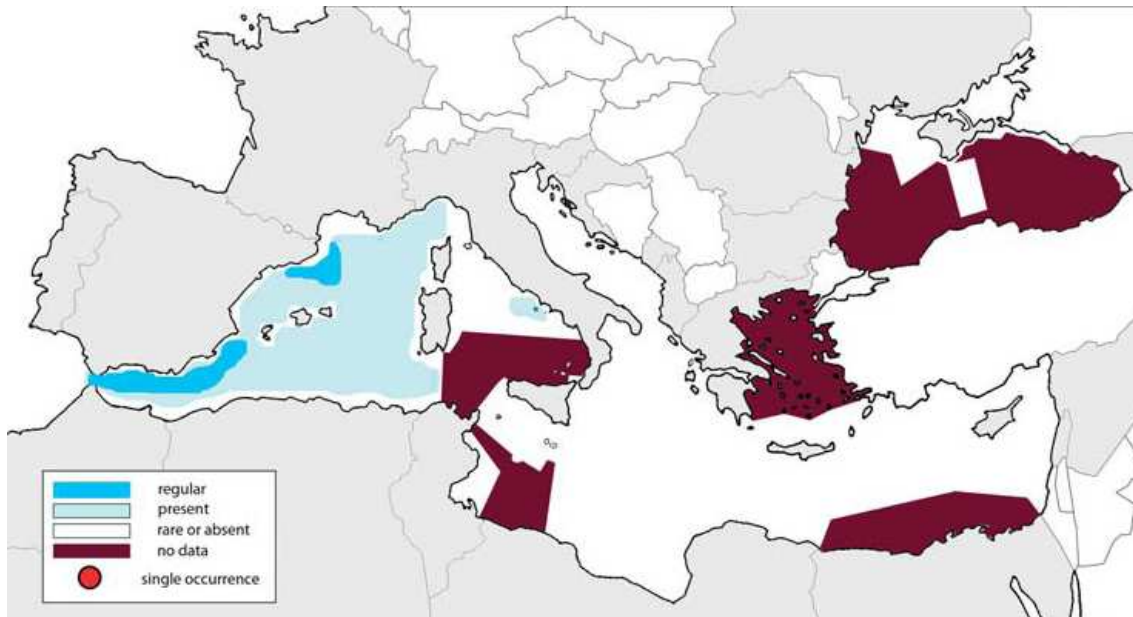 regular
present
rare or absent
no data
single occurrence